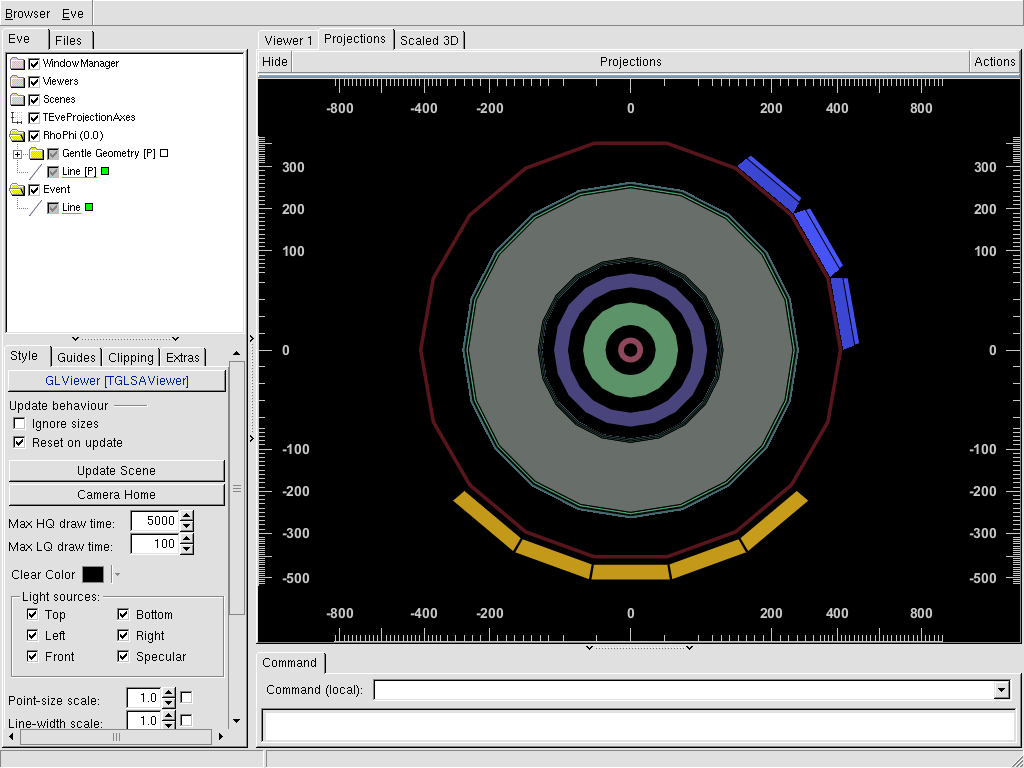 Browser Eve
Eve Files
WindowManager
Viewers
Scenes
TEveProjectionAxes
RhoPhi (0.0)
Gentle Geometry [P]
Line [P]
Event
Line
Style Guides Clipping Extras
GLViewer [TGLSAViewer]
Update behaviour
Ignore sizes
Reset on update
Update Scene
Camera Home
Max HQ draw time: 5000
Max LQ draw time: 100
Clear Color
Light sources:
Top Bottom
Left Right
Front Specular
Point-size scale: 1.0
Line-width scale: 1.0
Viewer 1 Projections Scaled 3D
Hide Projections Actions
-800 -400 -200 0 200 400 800
300 300
200 200
100 100
0 0
-100 -100
-200 -200
-300 -300
-500 -500
-800 -400 -200 0 200 400 800
Command
Command (local):